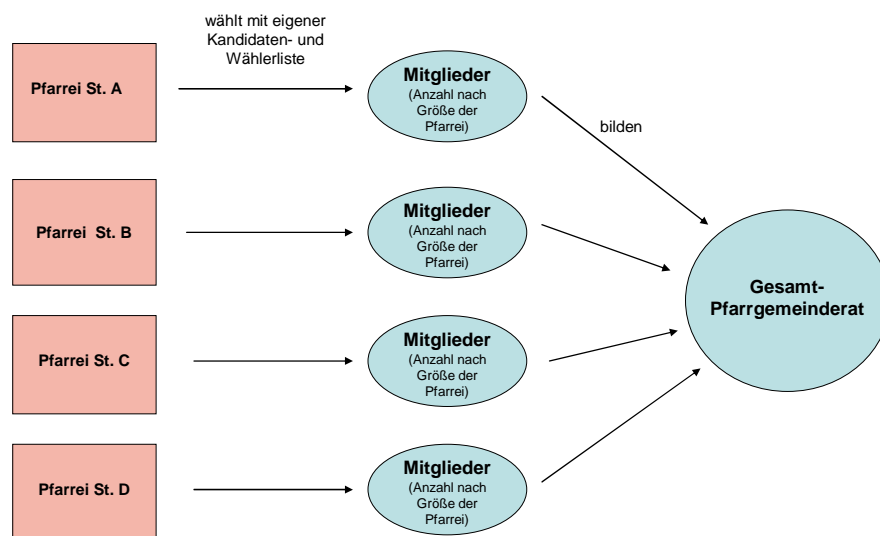 wählt mit eigener
Kandidaten- und
Wählerliste
Pfarrei St. A
Mitglieder
(Anzahl nach
Größe der
Pfarrei)
bilden
Pfarrei St. B
Mitglieder
(Anzahl nach
Größe der
Pfarrei)
Gesamt-
Pfarrgemeinderat
Pfarrei St. C
Mitglieder
(Anzahl nach
Größe der
Pfarrei)
Pfarrei St. D
Mitglieder
(Anzahl nach
Größe der
Pfarrei)